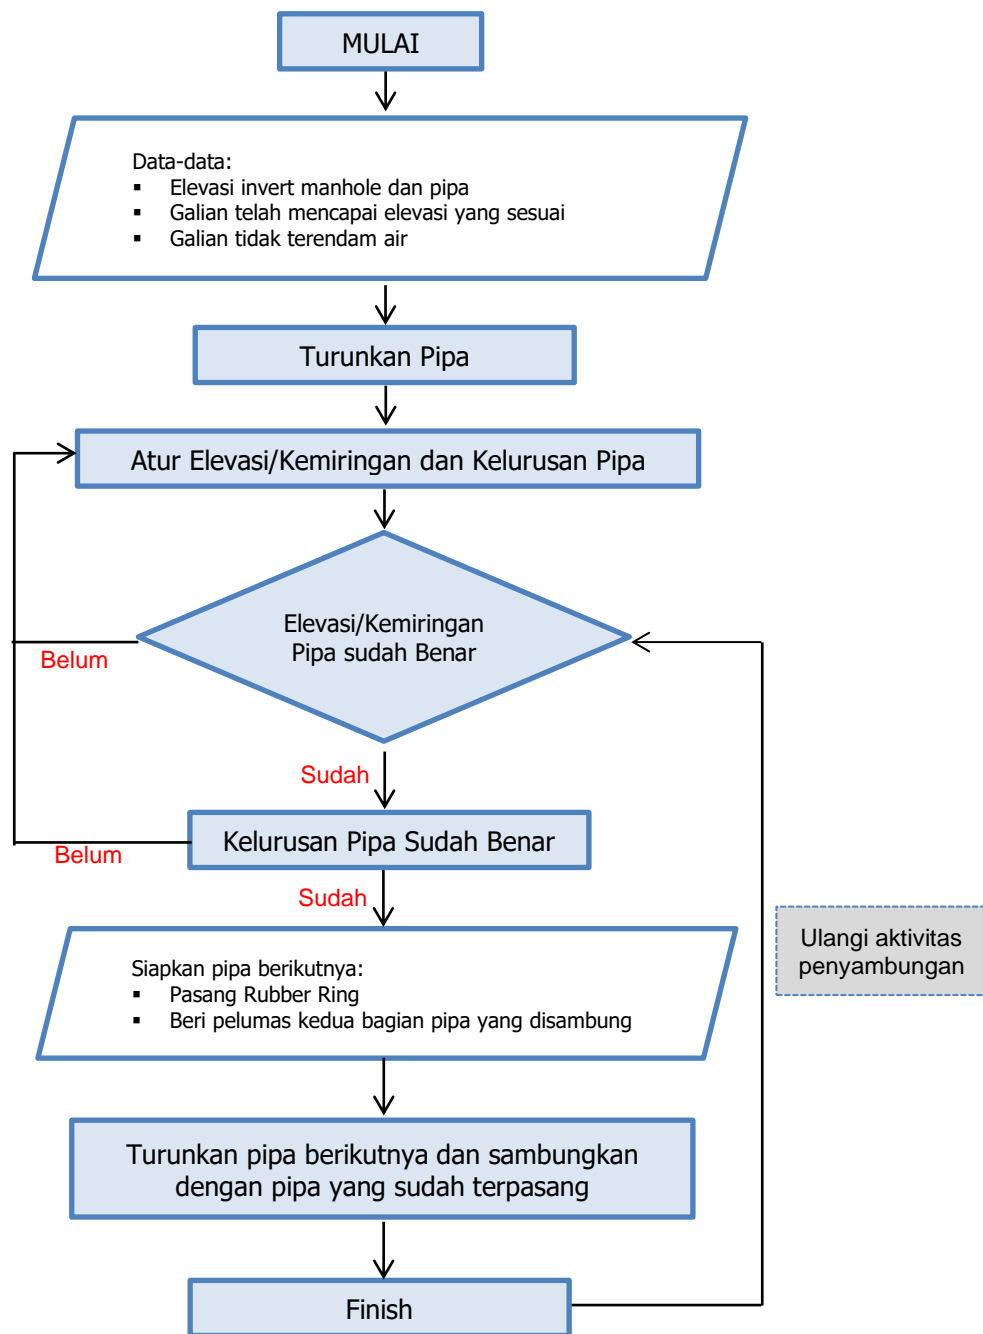 MULAI
Data-data:
▪ Elevasi invert manhole dan pipa
▪ Galian telah mencapai elevasi yang sesuai
▪ Galian tidak terendam air
Turunkan Pipa
Atur Elevasi/Kemiringan dan Kelurusan Pipa
Elevasi/Kemiringan
Pipa sudah Benar
Belum
Sudah
Kelurusan Pipa Sudah Benar
Belum
Sudah
Ulangi aktivitas
penyambungan
Siapkan pipa berikutnya:
▪ Pasang Rubber Ring
▪ Beri pelumas kedua bagian pipa yang disambung
Turunkan pipa berikutnya dan sambungkan
dengan pipa yang sudah terpasang
Finish